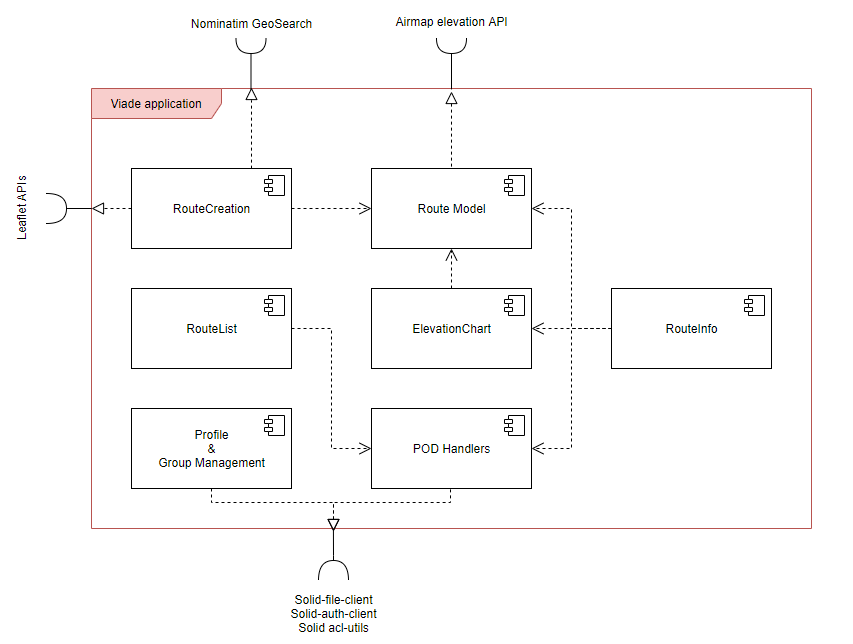 Nominatim GeoSearch
Airmap elevation API
Viade application
Leaflet APIs
RouteCreation
Route Model
RouteList
ElevationChart
RouteInfo
Profile
&
Group Management
POD Handlers
Solid-file-client
Solid-auth-client
Solid acl-utils